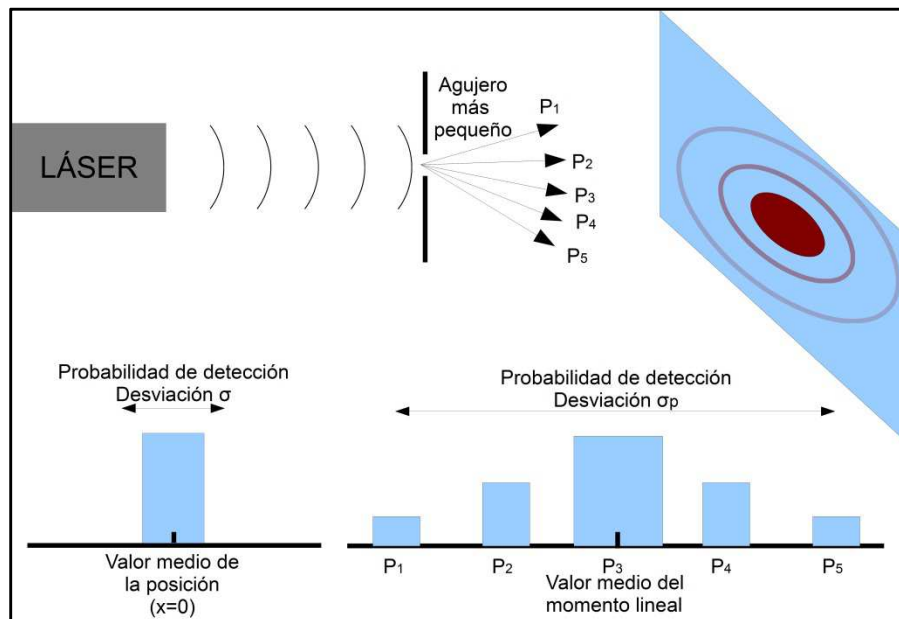 LÁSER
Agujero
más
pequeño
P1
P2
P3
P4
P5
Probabilidad de detección
Desviación σ
Valor medio de
la posición
(x=0)
Probabilidad de detección
Desviación σp
P1 P2 P3 P4 P5
Valor medio del
momento lineal